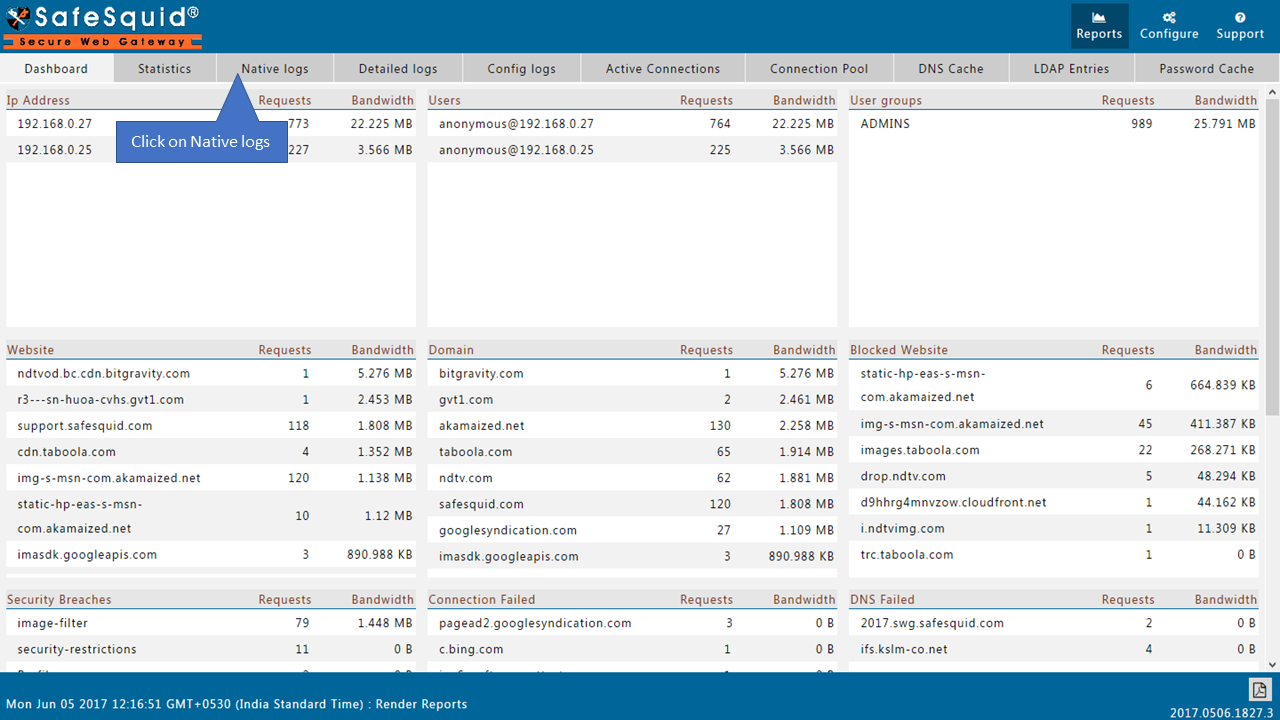 SafeSquid®
Secure Web Gateway
Reports Configure Support
Dashboard Statistics Native logs Detailed logs Config logs Active Connections Connection Pool DNS Cache LDAP Entries Password Cache
Click on Native logs
Ip Address Requests Bandwidth
192.168.0.27 773 22.225 MB
192.168.0.25 227 3.566 MB
Users Requests Bandwidth
anonymous@192.168.0.27 764 22.225 MB
anonymous@192.168.0.25 225 3.566 MB
User groups Requests Bandwidth
ADMINS 989 25.791 MB
Website Requests Bandwidth
ndtvod.bc.cdn.bitgravity.com 1 5.276 MB
r3---sn-huoa-cvhs.gvt1.com 1 2.453 MB
support.safesquid.com 118 1.808 MB
cdn.taboola.com 4 1.352 MB
img-s-msn-com.akamaized.net 120 1.138 MB
static-hp-eas-s-msn-
com.akamaized.net 10 1.12 MB
imasdk.googleapis.com 3 890.988 KB
Domain Requests Bandwidth
bitgravity.com 1 5.276 MB
gvt1.com 2 2.461 MB
akamaized.net 130 2.258 MB
taboola.com 65 1.914 MB
ndtv.com 62 1.881 MB
safesquid.com 120 1.808 MB
googlesyndication.com 27 1.109 MB
imasdk.googleapis.com 3 890.988 KB
Blocked Website Requests Bandwidth
static-hp-eas-s-msn-
com.akamaized.net 6 664.839 KB
img-s-msn-com.akamaized.net 45 411.387 KB
images.taboola.com 22 268.271 KB
drop.ndtv.com 5 48.294 KB
d9hhrg4mnvzow.cloudfront.net 1 44.162 KB
i.ndtvimg.com 1 11.309 KB
trc.taboola.com 1 0 B
Security Breaches Requests Bandwidth
image-filter 79 1.448 MB
security-restrictions 11 0 B
Connection Failed Requests Bandwidth
pagead2.googlesyndication.com 3 0 B
c.bing.com 1 0 B
DNS Failed Requests Bandwidth
2017.swg.safesquid.com 2 0 B
ifs.kslm-co.net 4 0 B
Mon Jun 05 2017 12:16:51 GMT+0530 (India Standard Time) : Render Reports
2017.0506.1827.3